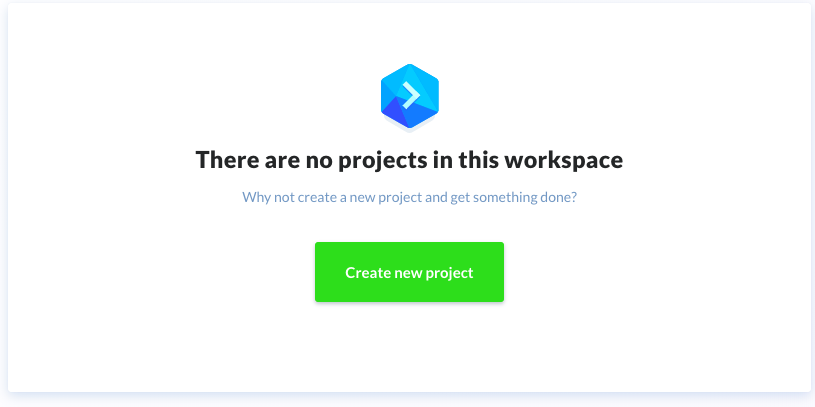 There are no projects in this workspace
Why not create a new project and get something done?
Create new project